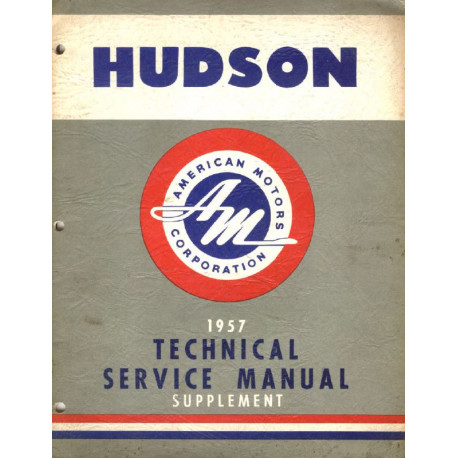 HUDSON
AMERICAN MOTORS
AM
CORPORATION
1957
TECHNICAL
SERVICE MANUAL
SUPPLEMENT